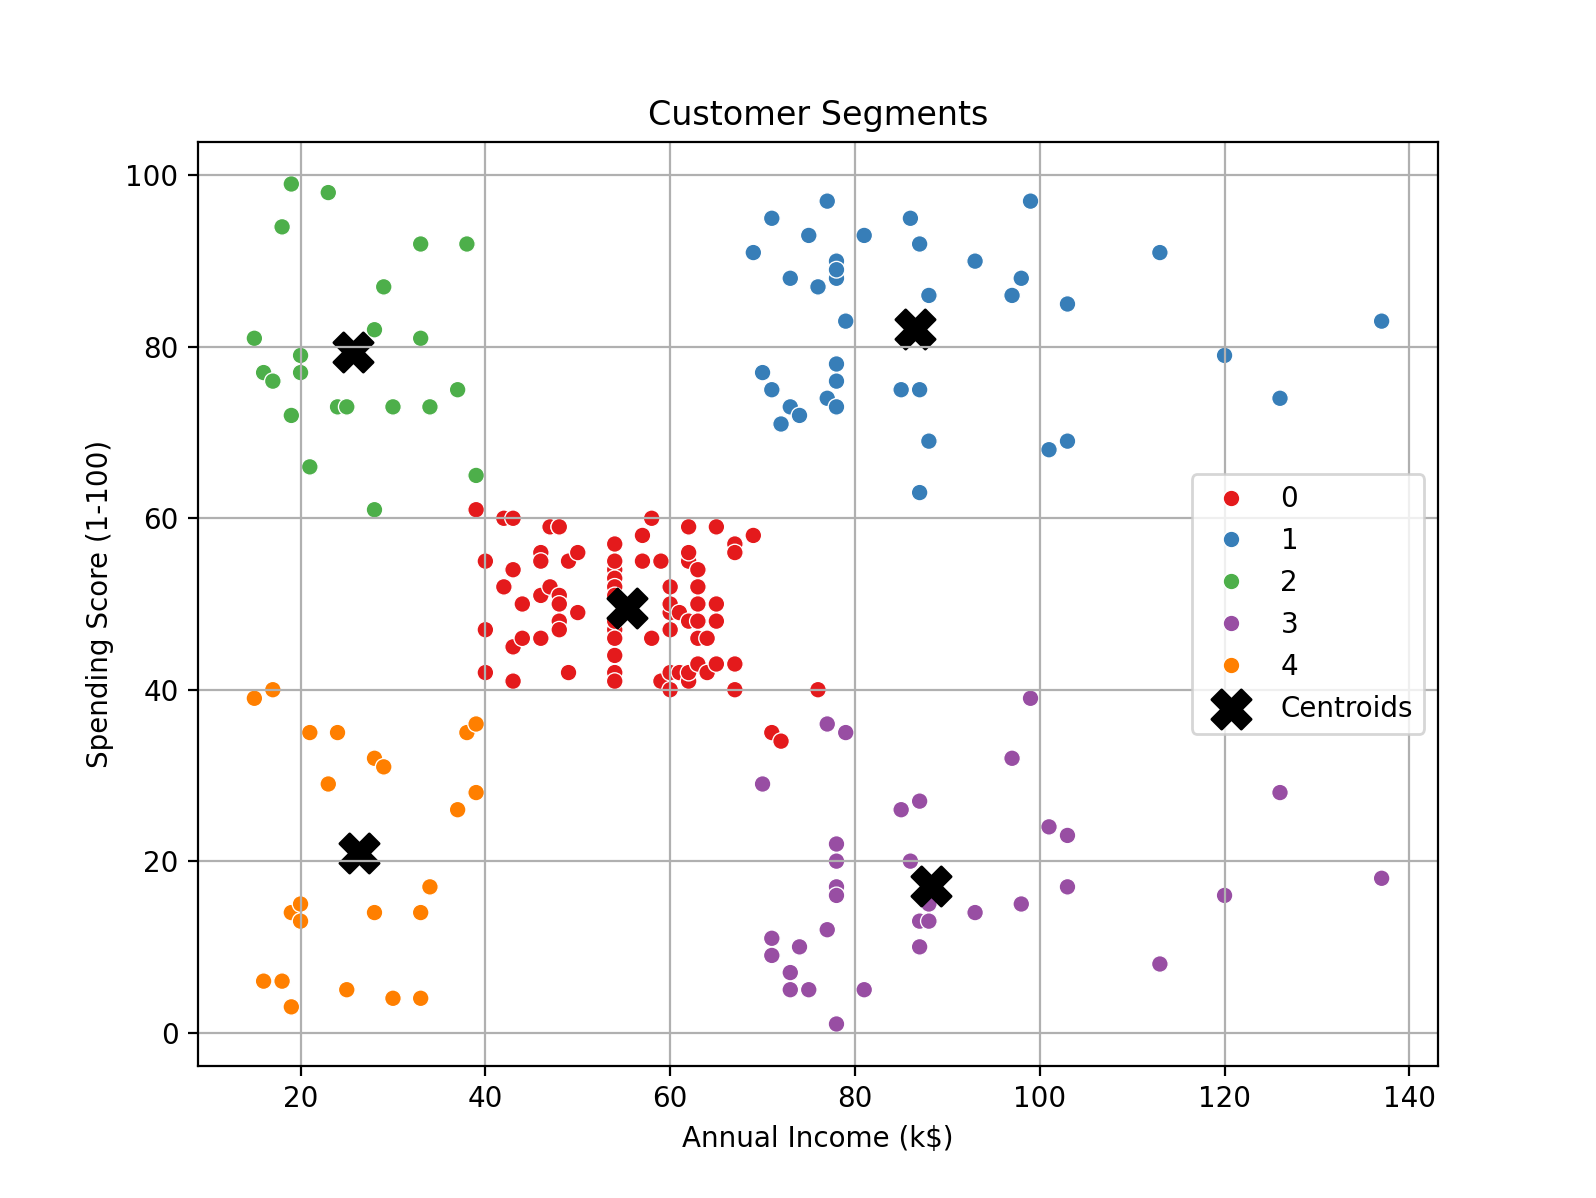 Customer Segments
100
80
60
40
20
0
Spending Score (1-100)
0
1
2
3
4
Centroids
20 40 60 80 100 120 140
Annual Income (k$)